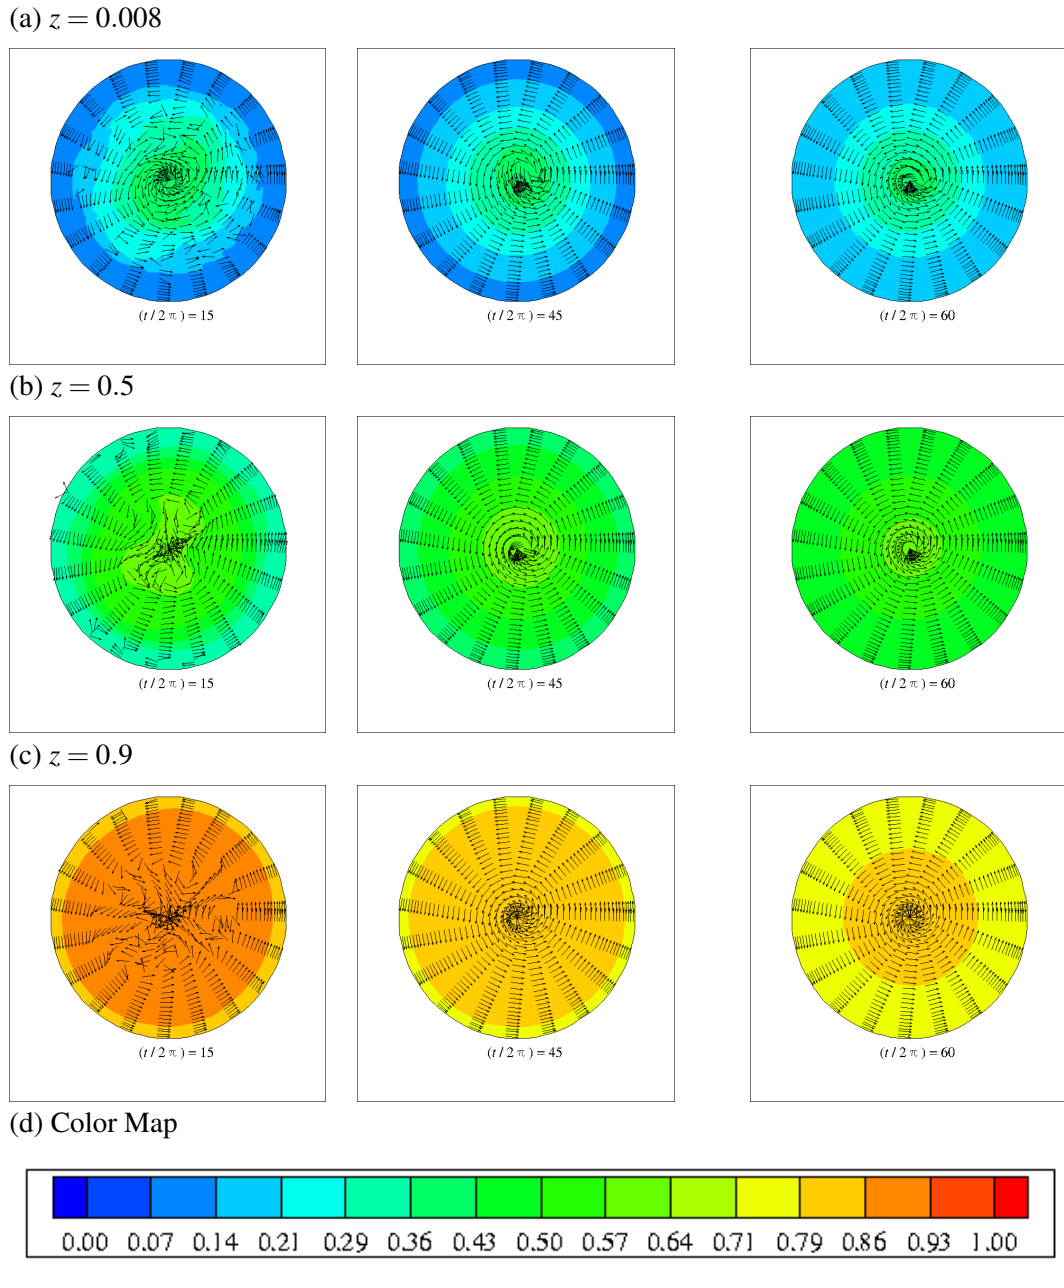 (a) z = 0.008
(t / 2 π ) = 15 (t / 2 π ) = 45 (t / 2 π ) = 60
(b) z = 0.5
(t / 2 π ) = 15 (t / 2 π ) = 45 (t / 2 π ) = 60
(c) z = 0.9
(t / 2 π ) = 15 (t / 2 π ) = 45 (t / 2 π ) = 60
(d) Color Map
0.00 0.07 0.14 0.21 0.29 0.36 0.43 0.50 0.57 0.64 0.71 0.79 0.86 0.93 1.00